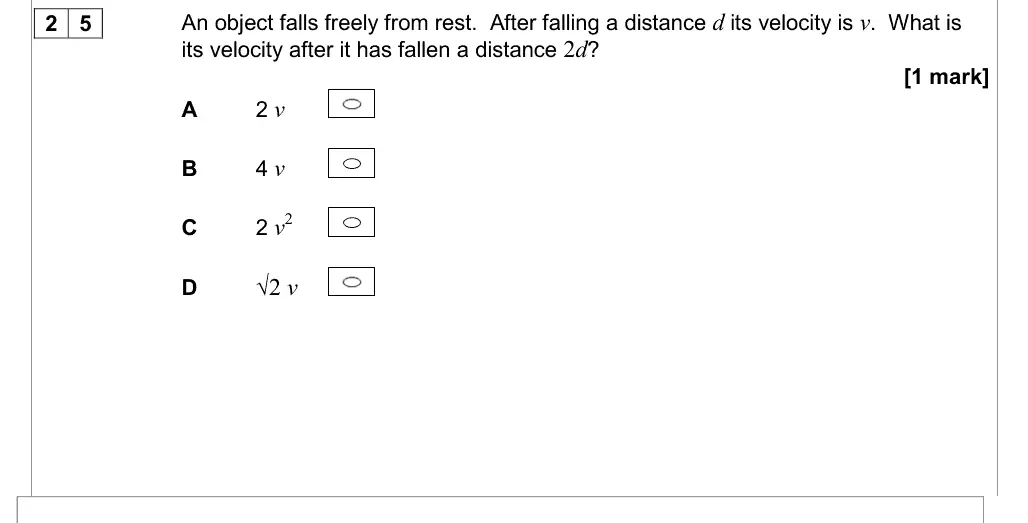 2 5 An object falls freely from rest. After falling a distance d its velocity is v. What is
its velocity after it has fallen a distance 2d?
[1 mark]
A 2 v
B 4 v
C 2 v²
D √2 v